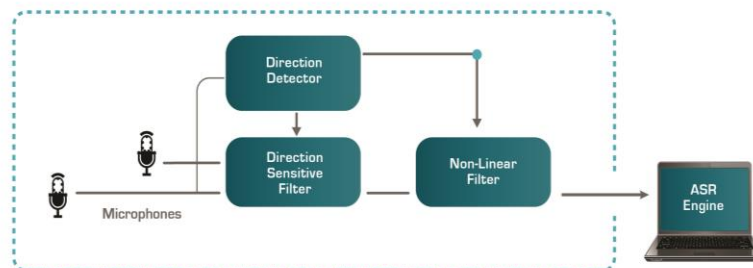 Direction
Detector
Direction
Sensitive
Filter
Non-Linear
Filter
ASR
Engine
Microphones